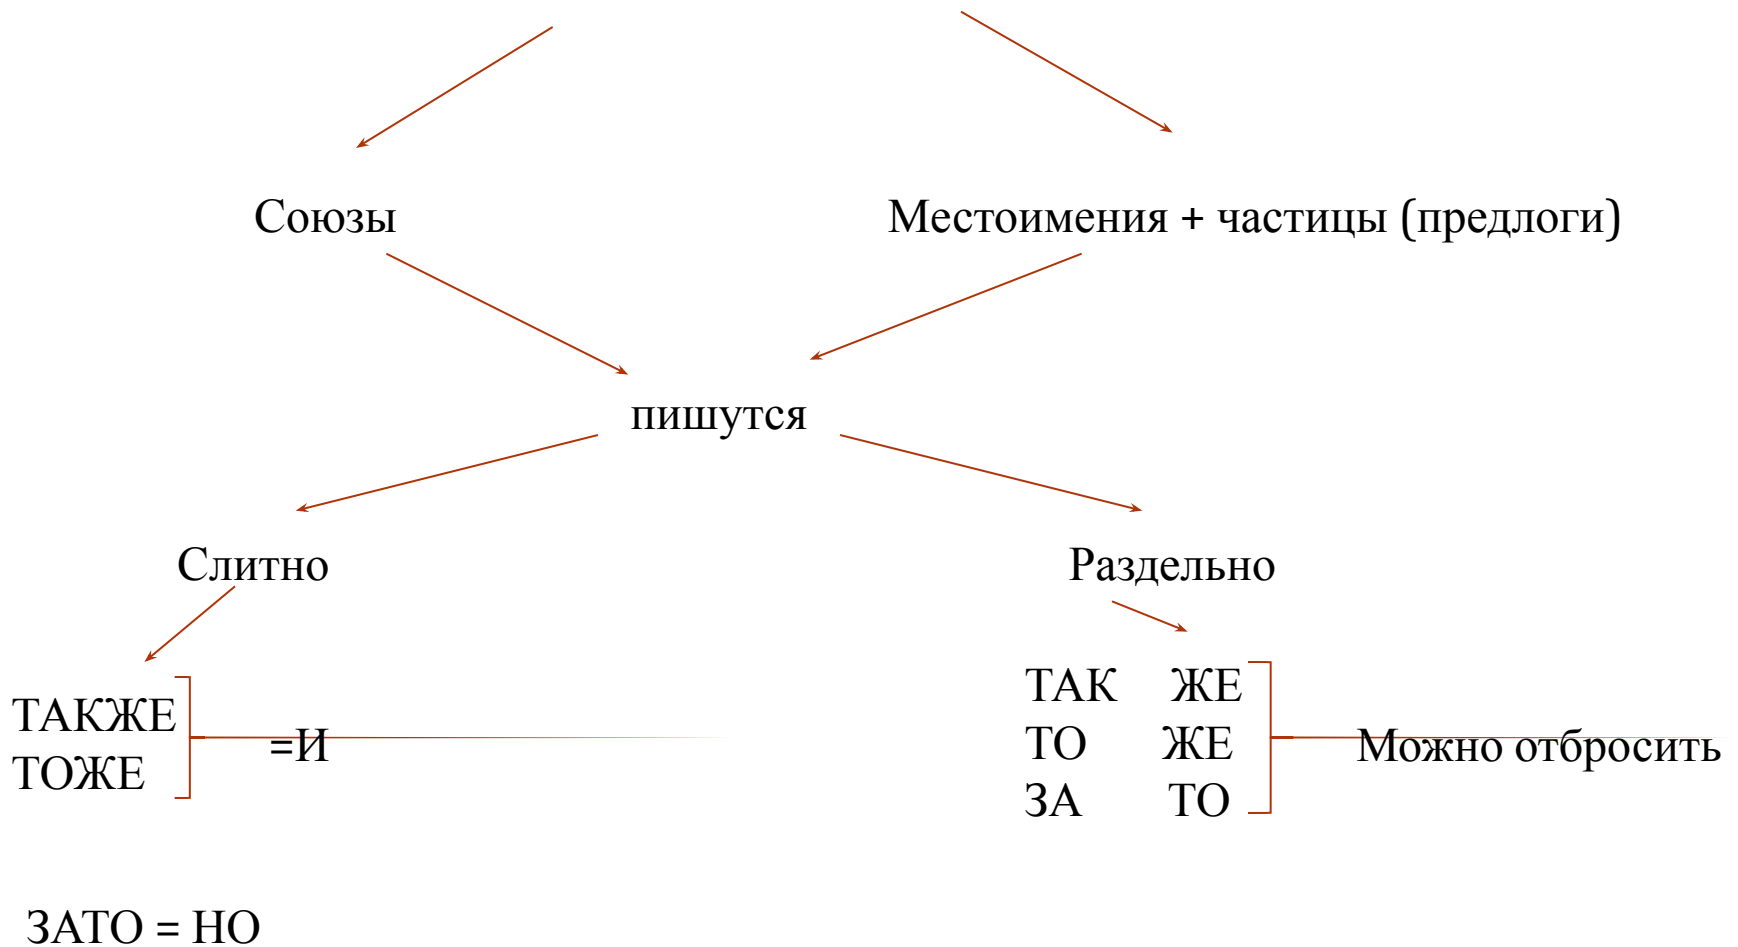 Союзы
Местоимения + частицы (предлоги)
пишутся
Слитно
Раздельно
ТАКЖЕ
ТОЖЕ
=И
ТАК ЖЕ
ТО ЖЕ
ЗА ТО
Можно отбросить
ЗАТО = НО